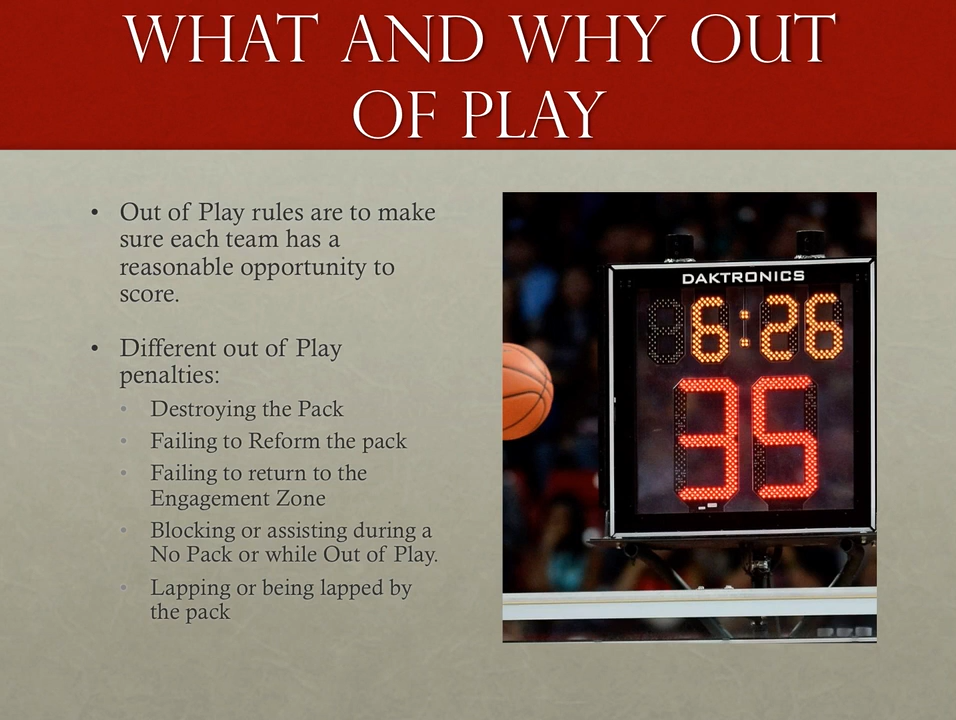 WHAT AND WHY OUT
OF PLAY
• Out of Play rules are to make
sure each team has a
reasonable opportunity to
score.
• Different out of Play
penalties:
• Destroying the Pack
• Failing to Reform the pack
• Failing to return to the
Engagement Zone
• Blocking or assisting during a
No Pack or while Out of Play.
• Lapping or being lapped by
the pack
DAKTRONICS
6:26
35